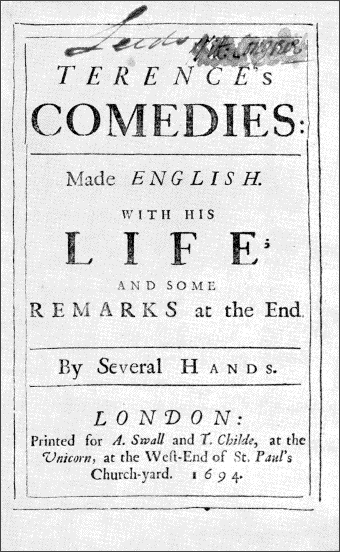 Leeds
TERENCE's
COMEDIES:
Made ENGLISH.
WITH HIS
LIFE;
AND SOME
REMARKS at the End.
By Several HANDS.
LONDON:
Printed for A. Swall and T. Childe, at the
Unicorn, at the Weſt-End of St. Paul's
Church-yard. 1694.